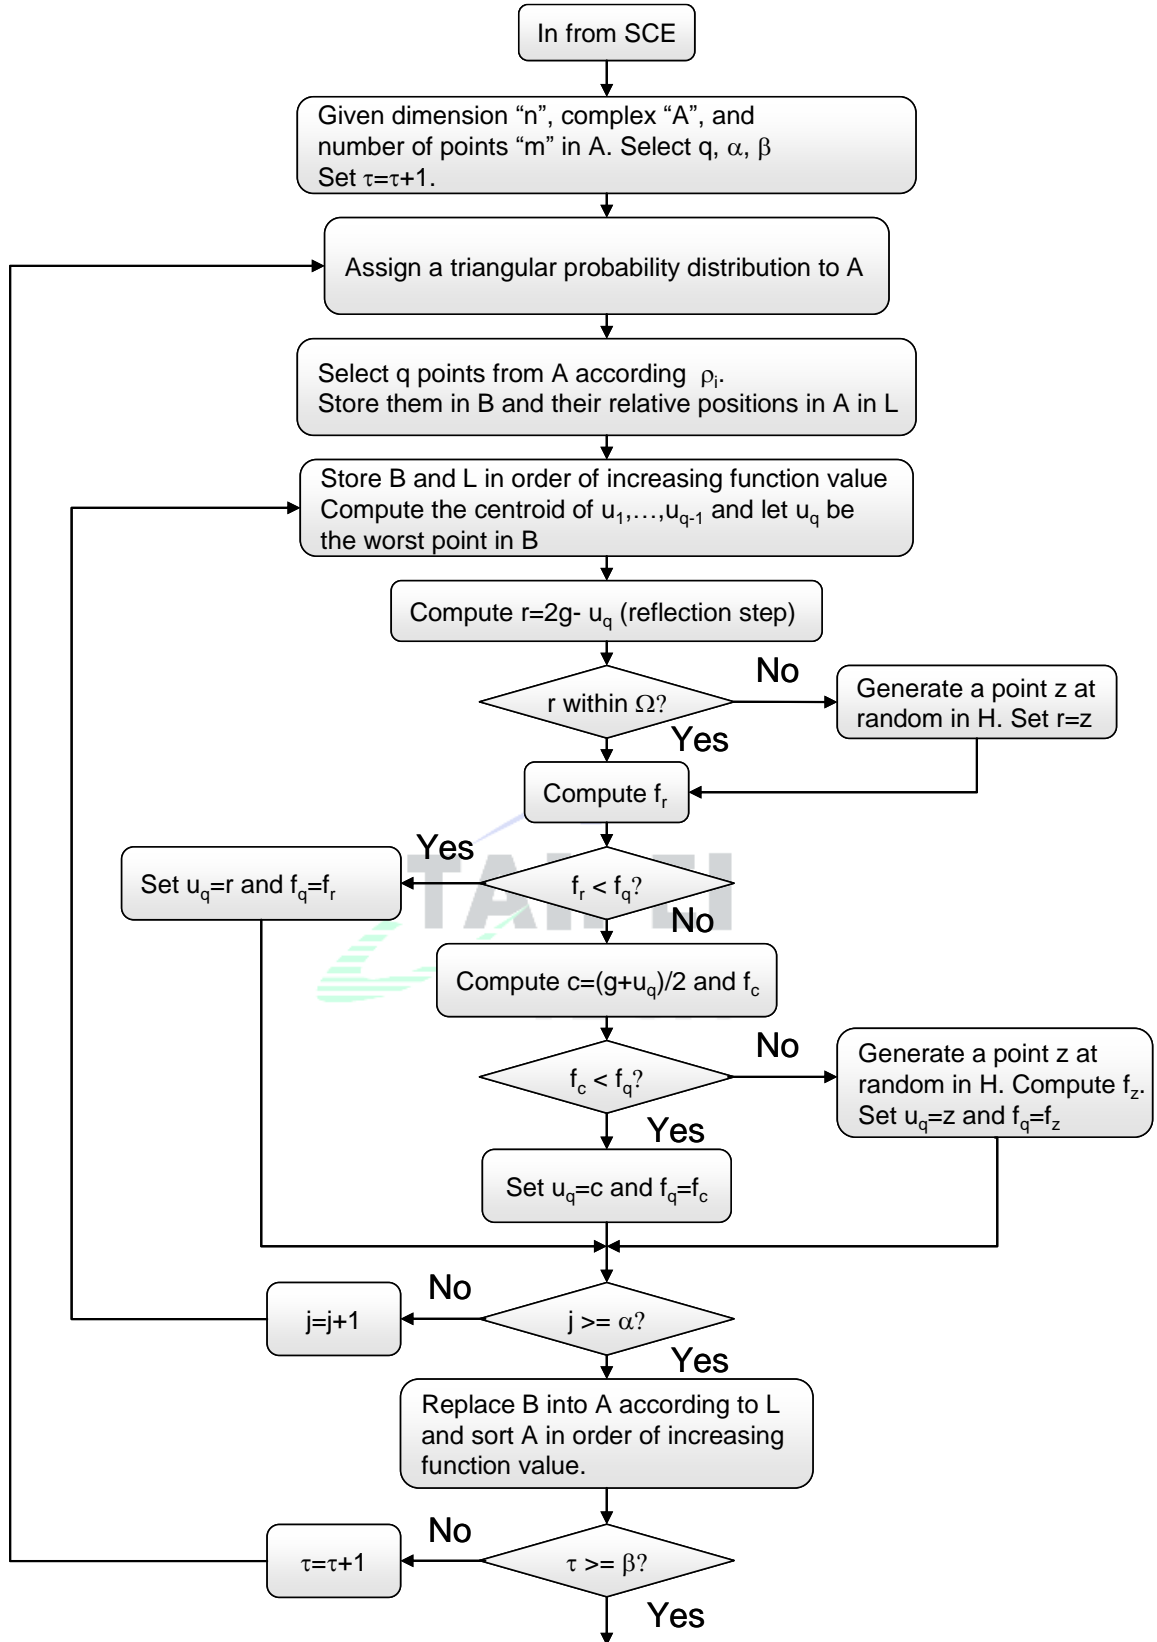 In from SCE
Given dimension “n”, complex “A”, and
number of points “m” in A. Select q, α, β
Set τ=τ+1.
Assign a triangular probability distribution to A
Select q points from A according ρi.
Store them in B and their relative positions in A in L
Store B and L in order of increasing function value
Compute the centroid of u1,…,uq-1 and let uq be
the worst point in B
Compute r=2g- uq (reflection step)
r within Ω?
No
Generate a point z at
random in H. Set r=z
Yes
Compute fr
Yes
Set uq=r and fq=fr
fr < fq?
TAIPEI
No
Compute c=(g+uq)/2 and fc
fc < fq?
No
Generate a point z at
random in H. Compute fz.
Set uq=z and fq=fz
Yes
Set uq=c and fq=fc
No
j=j+1
j >= α?
Yes
Replace B into A according to L
and sort A in order of increasing
function value.
No
τ=τ+1
τ >= β?
Yes